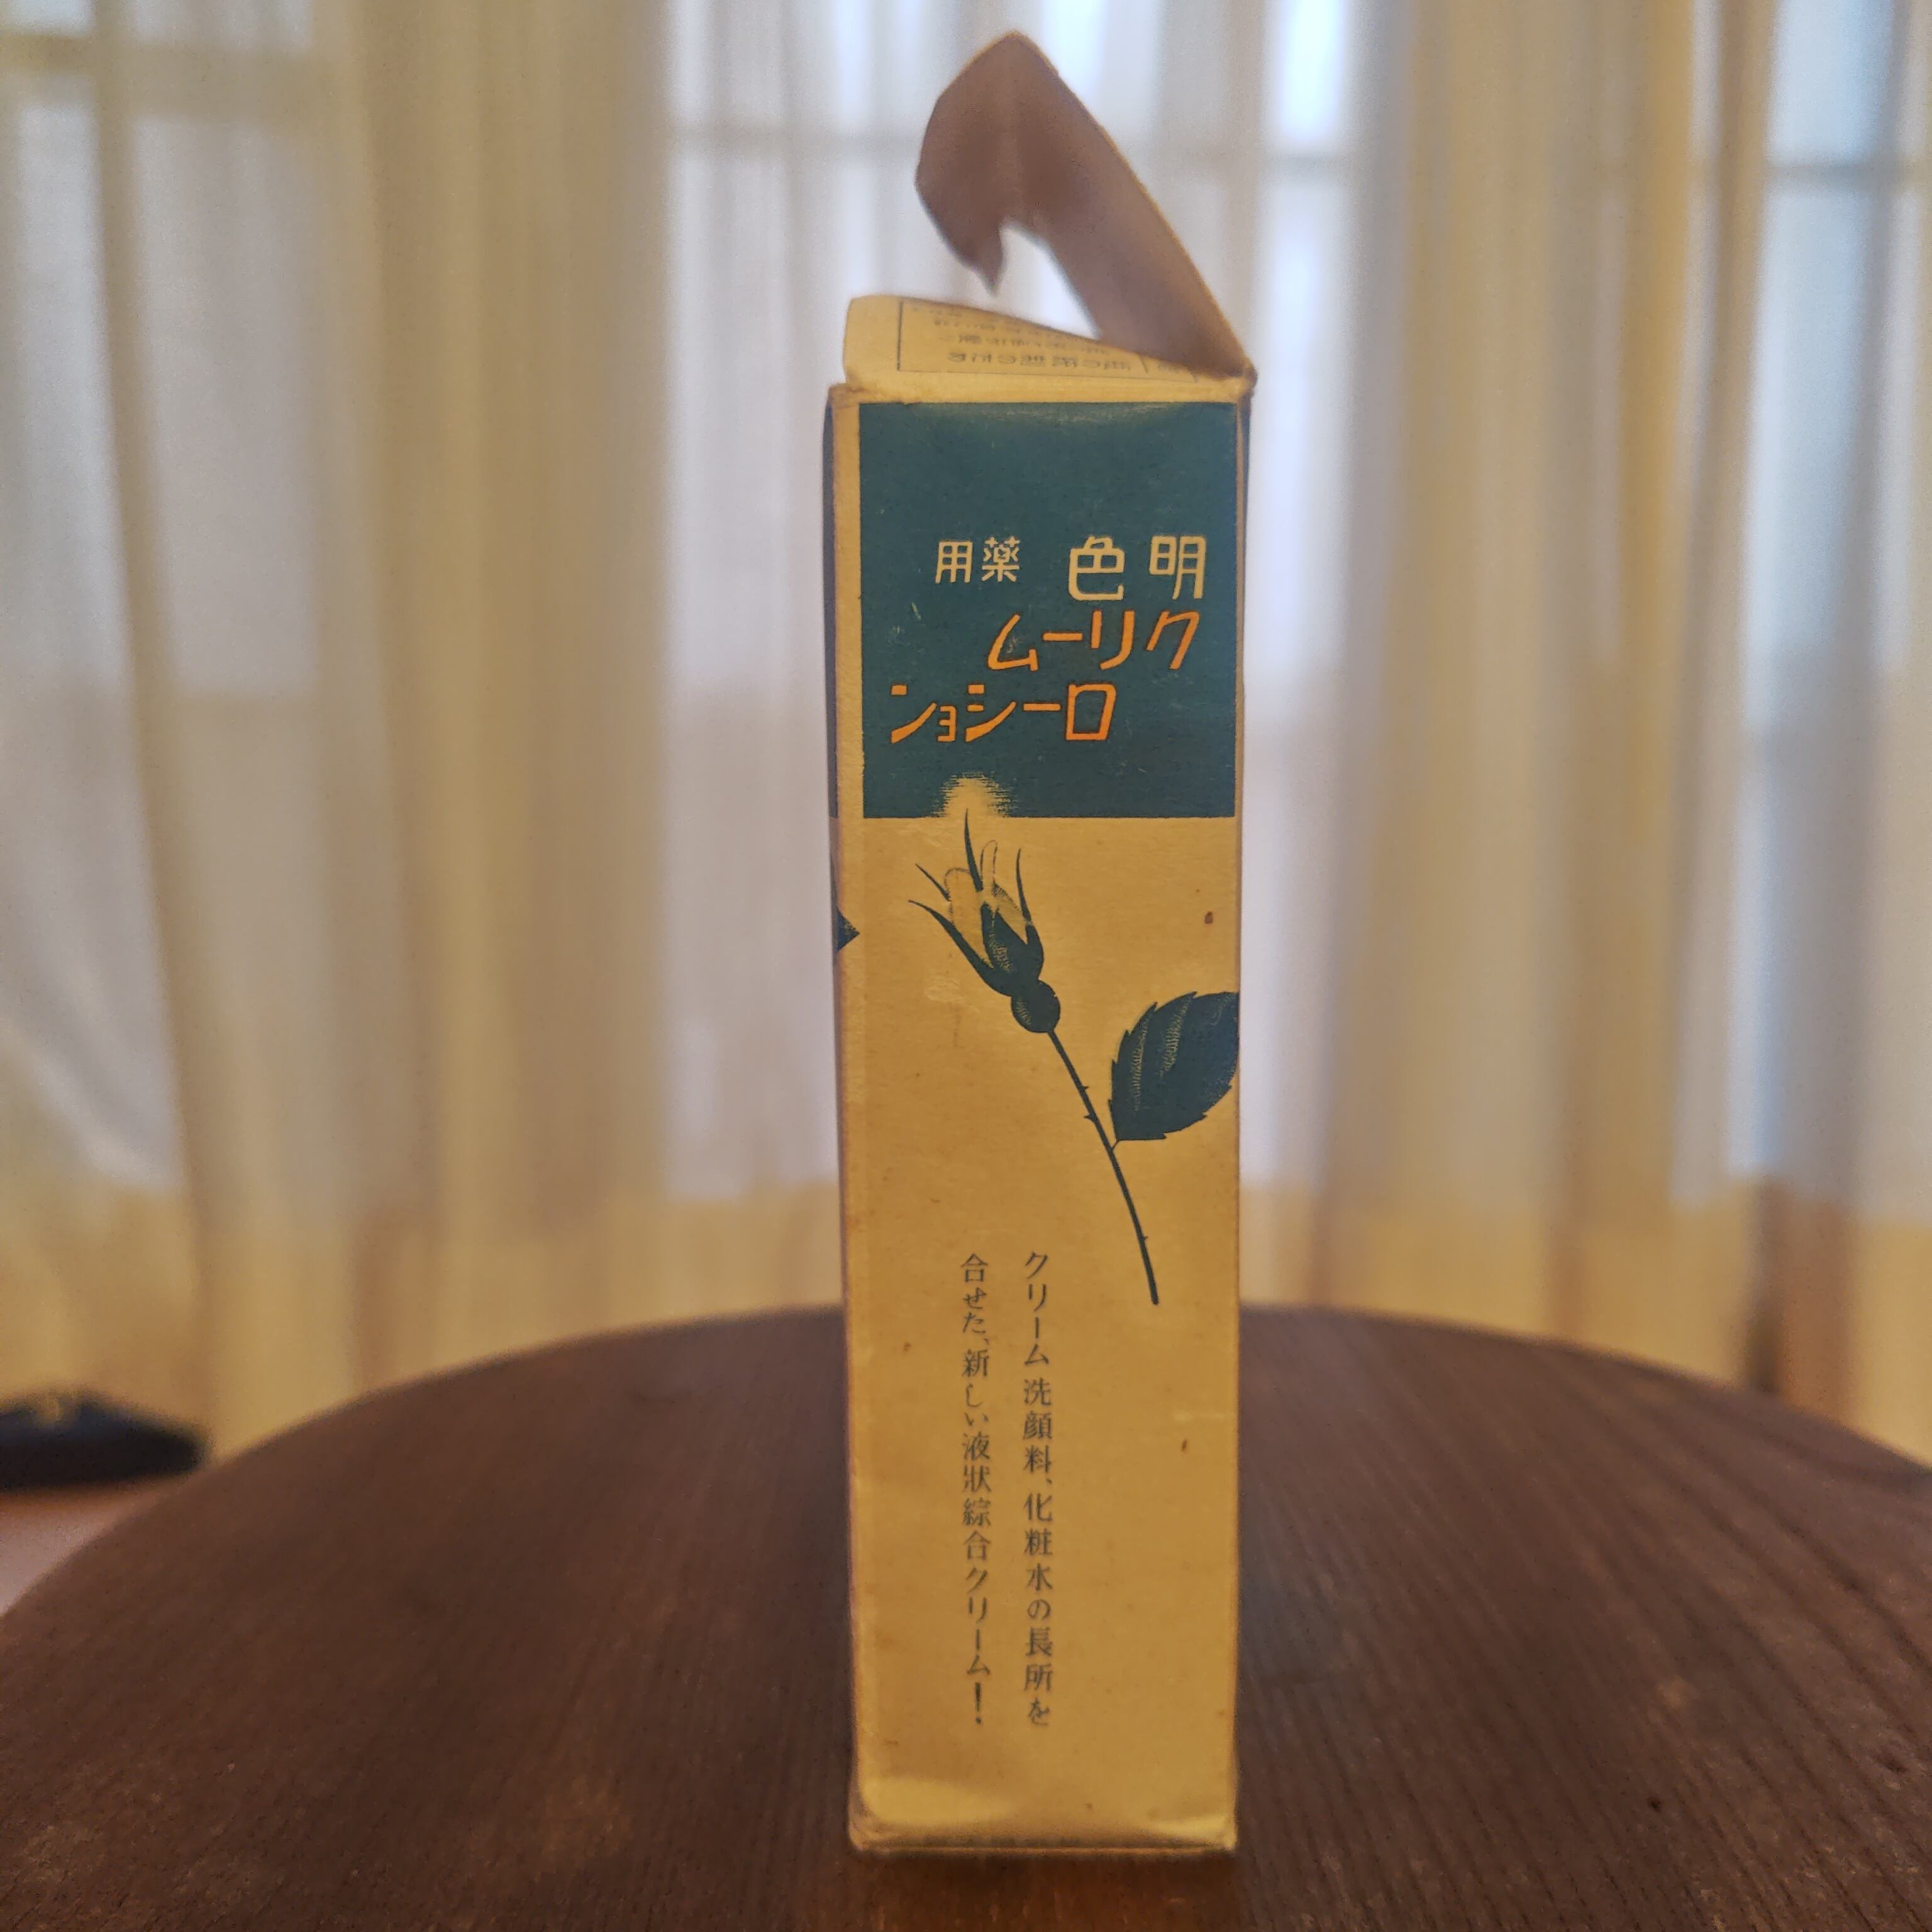 明色 薬用
クリーム
ローション
クリーム洗顔料、化粧水の長所を
合せた、新しい液狀綜合クリーム!